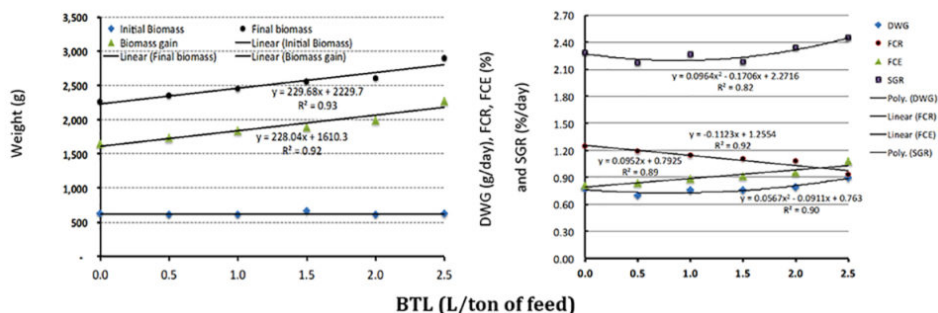 Initial Biomass
Final biomass
Biomass gain
Linear (Initial Biomass)
Linear (Final biomass)
Linear (Biomass gain)
Weight (g)
3,500
3,000
2,500
2,000
1,500
1,000
500
-
y = 229.68x + 2229.7
R² = 0.93
y = 228.04x + 1610.3
R² = 0.92
0.0 0.5 1.0 1.5 2.0 2.5
DWG (g/day), FCR, FCE (%)
and SGR (%/day)
2.70
2.40
2.10
1.80
1.50
1.20
0.90
0.60
0.30
0.00
y = 0.0964x² - 0.1706x + 2.2716
R² = 0.82
-0.1123x + 1.2554
R² = 0.92
y = 0.0952x + 0.7925
R² = 0.89
y = 0.0567x² - 0.0911x + 0.763
R² = 0.90
0.0 0.5 1.0 1.5 2.0 2.5
DWG
FCR
FCE
SGR
Poly. (DWG)
Linear (FCR)
Linear (FCE)
Poly. (SGR)
BTL (L/ton of feed)